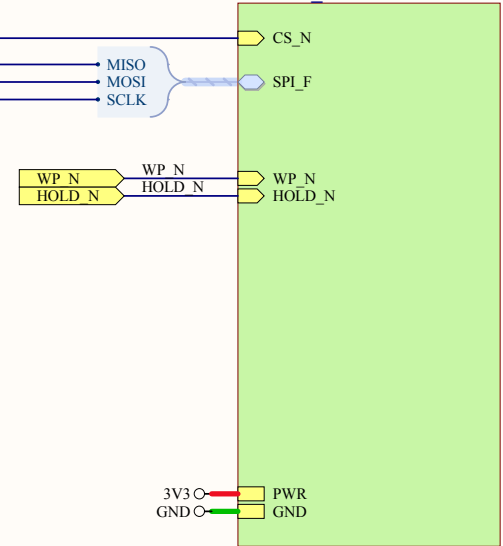 CS_N
MISO
MOSI
SCLK
SPI_F
WP_N WP_N WP_N
HOLD_N HOLD_N HOLD_N
3V3 PWR
GND GND